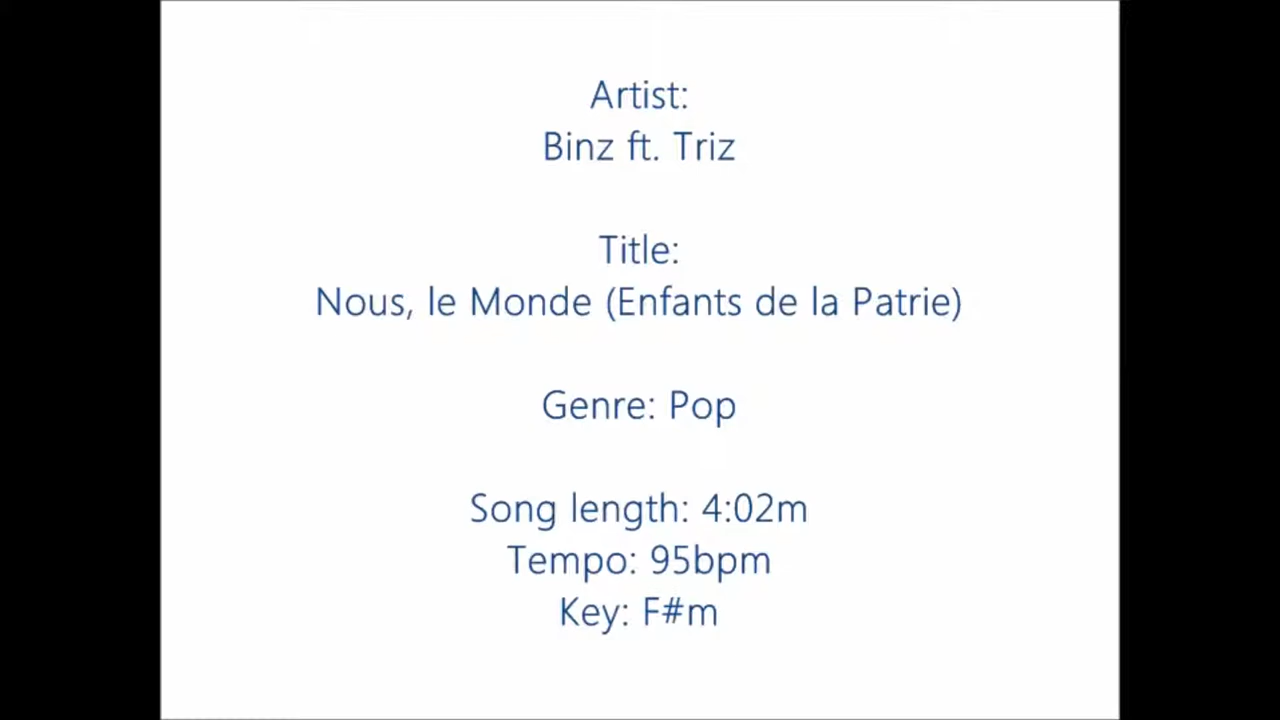 Artist:
Binz ft. Triz
Title:
Nous, le Monde (Enfants de la Patrie)
Genre: Pop
Song length: 4:02m
Tempo: 95bpm
Key: F#m